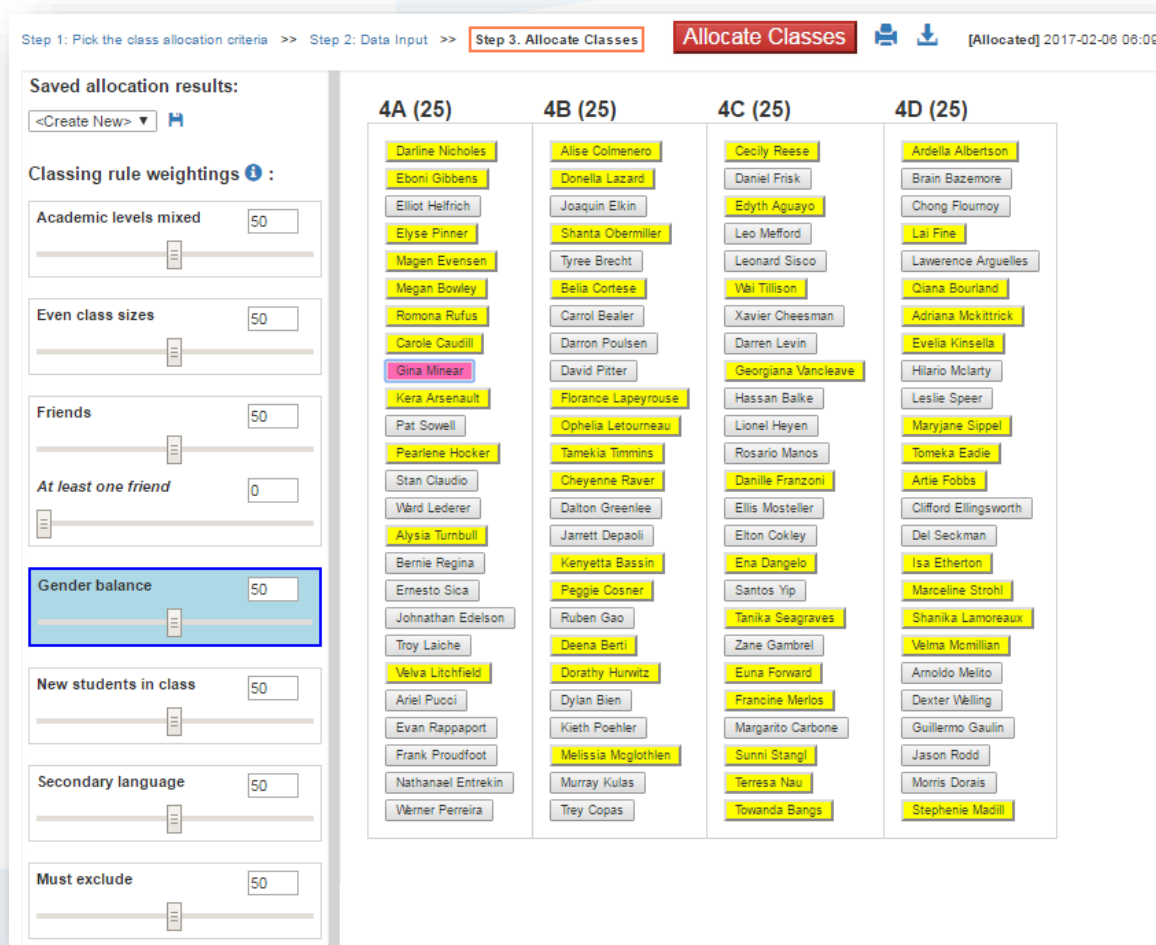 Step 1: Pick the class allocation criteria >> Step 2: Data Input >> Step 3. Allocate Classes Allocate Classes [Allocated] 2017-02-06 06:09
Saved allocation results:
<Create New> ▼
Classing rule weightings i :
Academic levels mixed 50
Even class sizes 50
Friends 50
At least one friend 0
Gender balance 50
New students in class 50
Secondary language 50
Must exclude 50
4A (25) 4B (25) 4C (25) 4D (25)
Darline Nicholes Alise Colmenero Cecily Reese Ardella Albertson
Eboni Gibbens Donella Lazard Daniel Frisk Brain Bazemore
Elliot Helfrich Joaquin Elkin Edyth Aguayo Chong Flournoy
Elyse Pinner Shanta Obermiller Leo Mefford Lai Fine
Magen Evensen Tyree Brecht Leonard Sisco Lawerence Arguelles
Megan Bowley Belia Cortese Wai Tillison Qiana Bourland
Romona Rufus Carrol Bealer Xavier Cheesman Adriana Mckittrick
Carole Caudill Darron Poulsen Darren Levin Evelia Kinsella
Gina Minear David Pitter Georgiana Vancleave Hilario Mclarty
Kera Arsenault Florance Lapeyrouse Hassan Balke Leslie Speer
Pat Sowell Ophelia Letourneau Lionel Heyen Maryjane Sippel
Pearlene Hocker Tamekia Timmins Rosario Manos Tomeka Eadie
Stan Claudio Cheyenne Raver Danille Franzoni Artie Fobbs
Ward Lederer Dalton Greenlee Ellis Mosteller Clifford Ellingsworth
Alysia Turnbull Jarrett Depaoli Elton Cokley Del Seckman
Bernie Regina Kenyetta Bassin Ena Dangelo Isa Etherton
Ernesto Sica Peggie Cosner Santos Yip Marceline Strohl
Johnathan Edelson Ruben Gao Tanika Seagraves Shanika Lamoreaux
Troy Laiche Deena Berti Zane Gambrel Velma Mcmillian
Velva Litchfield Dorathy Hurwitz Euna Forward Arnoldo Melito
Ariel Pucci Dylan Bien Francine Merlos Dexter Welling
Evan Rappaport Kieth Poehler Margarito Carbone Guillermo Gaulin
Frank Proudfoot Melissia Mcglothlen Sunni Stangl Jason Rodd
Nathanael Entrekin Murray Kulas Terresa Nau Morris Dorais
Werner Perreira Trey Copas Towanda Bangs Stephenie Madill